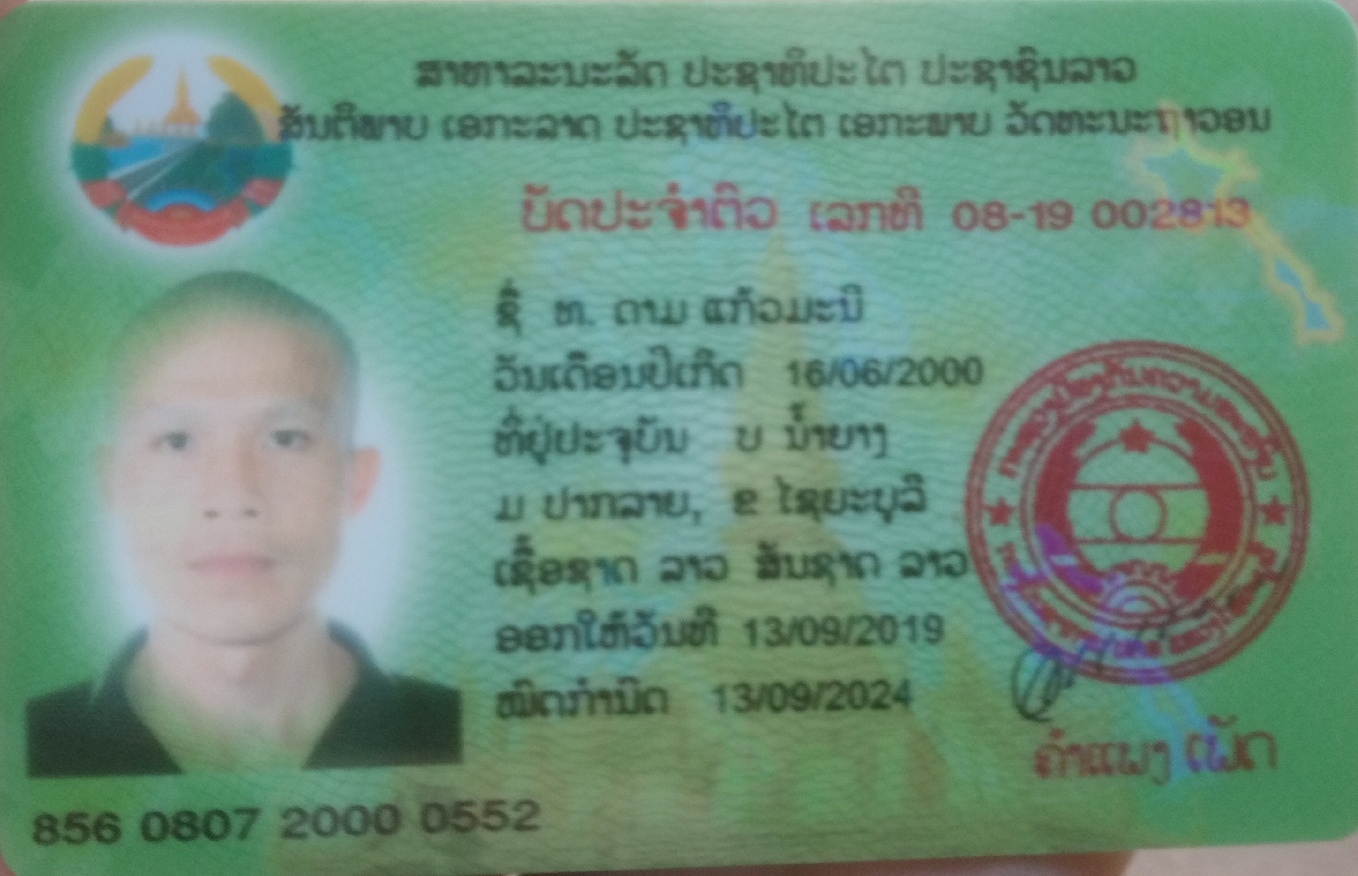 ສາທາລະນະລັດ ປະຊາທິປະໄຕ ປະຊາຊົນລາວ
ສັນຕິພາບ ເອກະລາດ ປະຊາທິປະໄຕ ເອກະພາບ ວັດທະນະຖາວອນ
ບັດປະຈຳຕົວ ເລກທີ 08-19 002813
ຊື່ ທ. ດາມ ແກ້ວມະນີ
ວັນເດືອນປີເກີດ 16/06/2000
ທີ່ຢູ່ປະຈຸບັນ ບ ນ້ຳຍາງ
ມ ປາກລາຍ, ຂ ໄຊຍະບຸລີ
ເຊື້ອຊາດ ລາວ ສັນຊາດ ລາວ
ອອກໃຫ້ວັນທີ 13/09/2019
ໝົດກຳນົດ 13/09/2024
ຄຳແພງ ເພັດ
856 0807 2000 0552